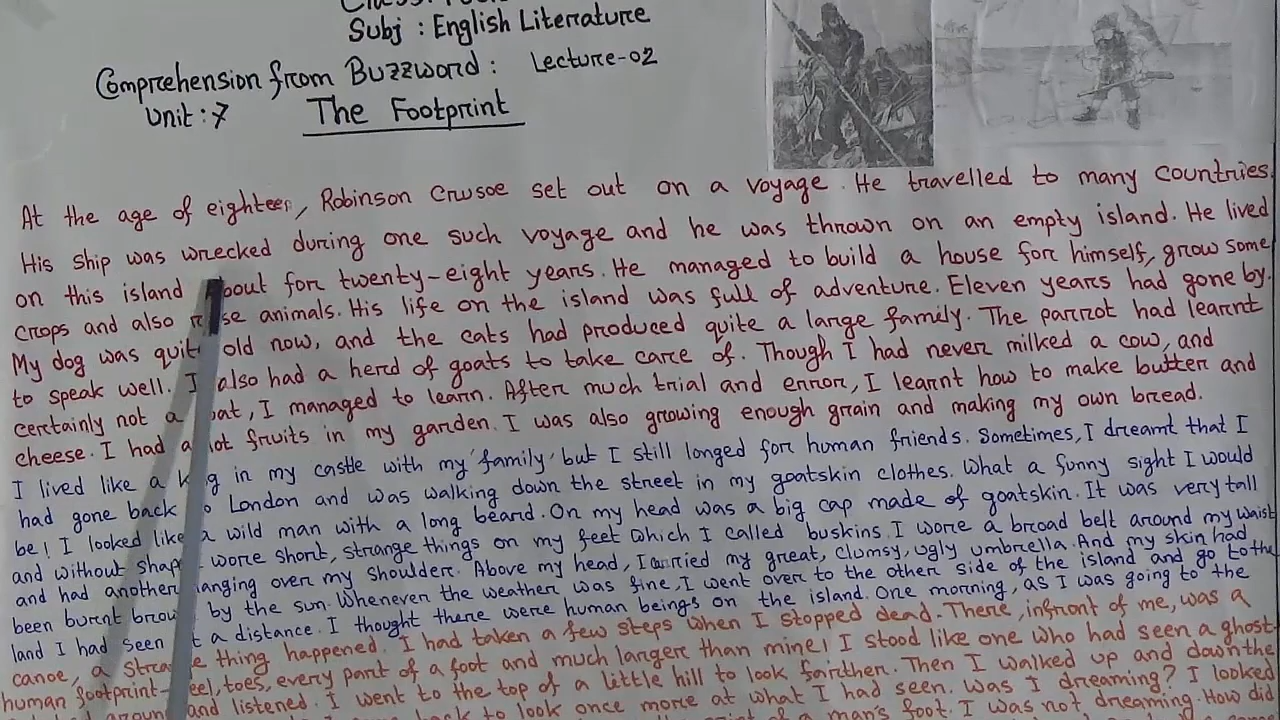 Subj : English Literature
Comprehension from Buzzword : Lecture-02
Unit : 7 The Footprint
At the age of eighteen, Robinson Crusoe set out on a voyage. He travelled to many countries.
His ship was wrecked during one such voyage and he was thrown on an empty island. He lived
on this island about for twenty-eight years. He managed to build a house for himself, grow some
crops and also animals. His life on the island was full of adventure. Eleven years had gone by.
My dog was quite old now, and the cats had produced quite a large family. The parrot had learnt
to speak well. I also had a herd of goats to take care of. Though I had never milked a cow, and
certainly not a goat, I managed to learn. After much trial and error, I learnt how to make butter and
cheese. I had a lot fruits in my garden. I was also growing enough grain and making my own bread.
I lived like a king in my castle with my 'family' but I still longed for human friends. Sometimes, I dreamt that I
had gone back to London and was walking down the street in my goatskin clothes. What a funny sight I would
be! I looked like a wild man with a long beard. On my head was a big cap made of goatskin. It was very tall
and without shape. wore short, strange things on my feet which I called buskins. I wore a broad belt around my waist
and had another hanging over my shoulder. Above my head, I carried my great, clumsy, ugly umbrella. And my skin had
been burnt brown by the sun. Whenever the weather was fine, I went over to the other side of the island and go to the
land I had seen at a distance. I thought there were human beings on the island. One morning, as I was going to the
canoe, a strange thing happened. I had taken a few steps when I stopped dead. There, infront of me, was a
human footprint- heel, toes, every part of a foot and much larger than mine! I stood like one who had seen a ghost.
around and listened. I went to the top of a little hill to look farther. Then I walked up and down the
back to look once more at what I had seen. Was I dreaming? I looked
of a man's foot. I was not dreaming. How did